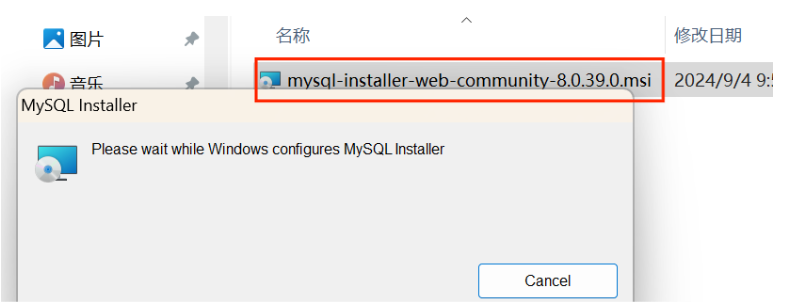 图片
名称
修改日期
音乐
mysql-installer-web-community-8.0.39.0.msi
2024/9/4 9:
MySQL Installer
Please wait while Windows configures MySQL Installer
Cancel